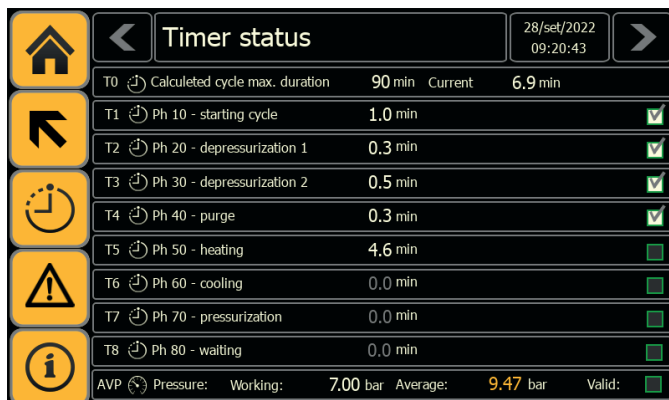 Timer status
28/set/2022
09:20:43
T0 Calculeted cycle max. duration 90 min Current 6.9 min
T1 Ph 10 - starting cycle 1.0 min
T2 Ph 20 - depressurization 1 0.3 min
T3 Ph 30 - depressurization 2 0.5 min
T4 Ph 40 - purge 0.3 min
T5 Ph 50 - heating 4.6 min
T6 Ph 60 - cooling 0.0 min
T7 Ph 70 - pressurization 0.0 min
T8 Ph 80 - waiting 0.0 min
AVP Pressure: Working: 7.00 bar Average: 9.47 bar Valid: